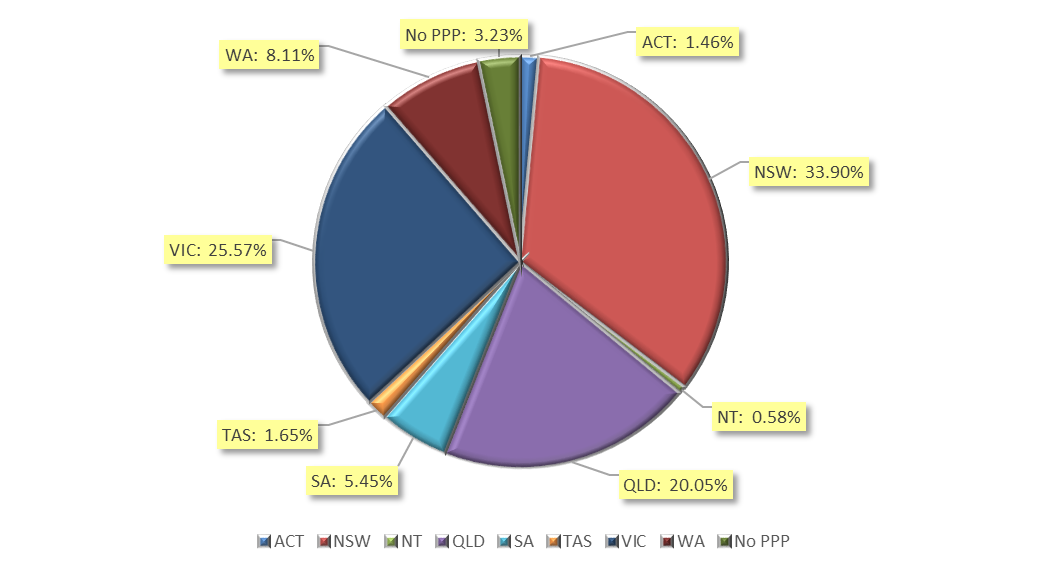 No PPP: 3.23%
ACT: 1.46%
WA: 8.11%
NSW: 33.90%
VIC: 25.57%
NT: 0.58%
TAS: 1.65%
SA: 5.45%
QLD: 20.05%
ACT NSW NT QLD SA TAS VIC WA No PPP